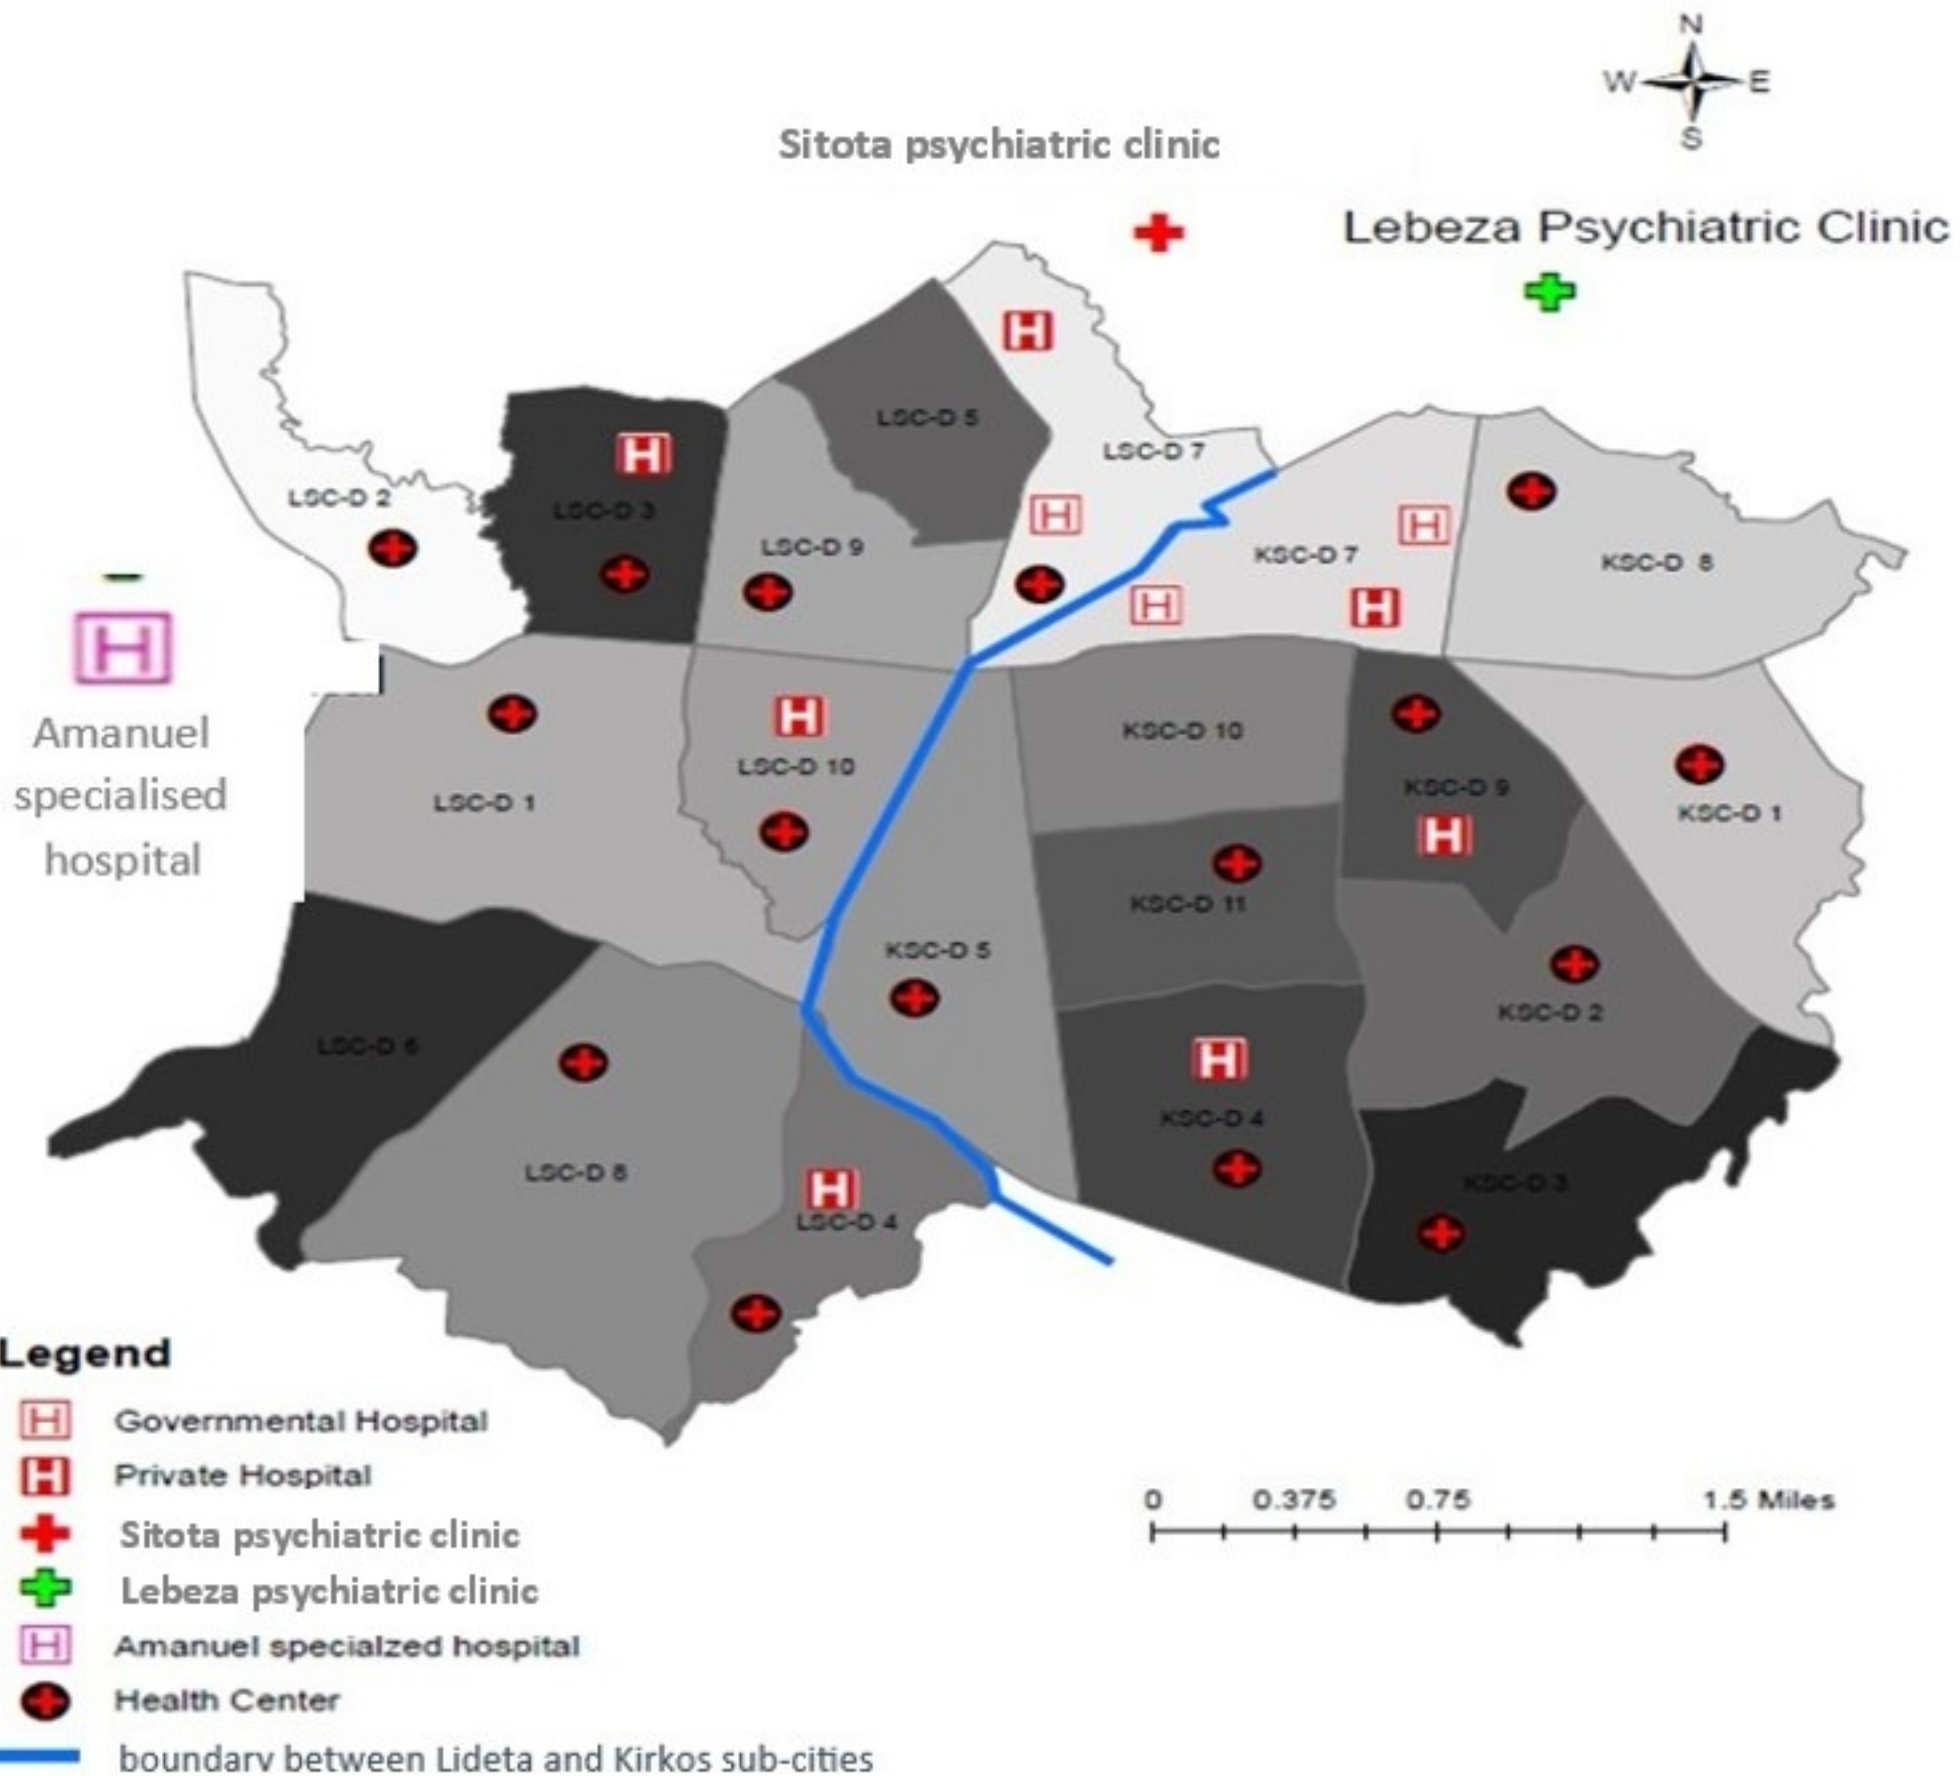 N
W E
S
Sitota psychiatric clinic
Lebeza Psychiatric Clinic
H
LSC-D 5
LSC-D 7
H
LSC-D 2
LSC-D 3
H
H
LSC-D 9
KSC-D 7
KSC-D 8
H
H
H
Amanuel
specialised
hospital
H
LSC-D 10
LSC-D 1
KSC-D 10
KSC-D 9
H
KSC-D 1
KSC-D 11
KSC-D 5
KSC-D 2
LSC-D 6
H
KSC-D 4
LSC-D 8
H
LSC-D 4
KSC-D 3
Legend
H Governmental Hospital
H Private Hospital
Sitota psychiatric clinic
Lebeza psychiatric clinic
H Amanuel specialzed hospital
Health Center
boundary between Lideta and Kirkos sub-cities
0 0.375 0.75 1.5 Miles